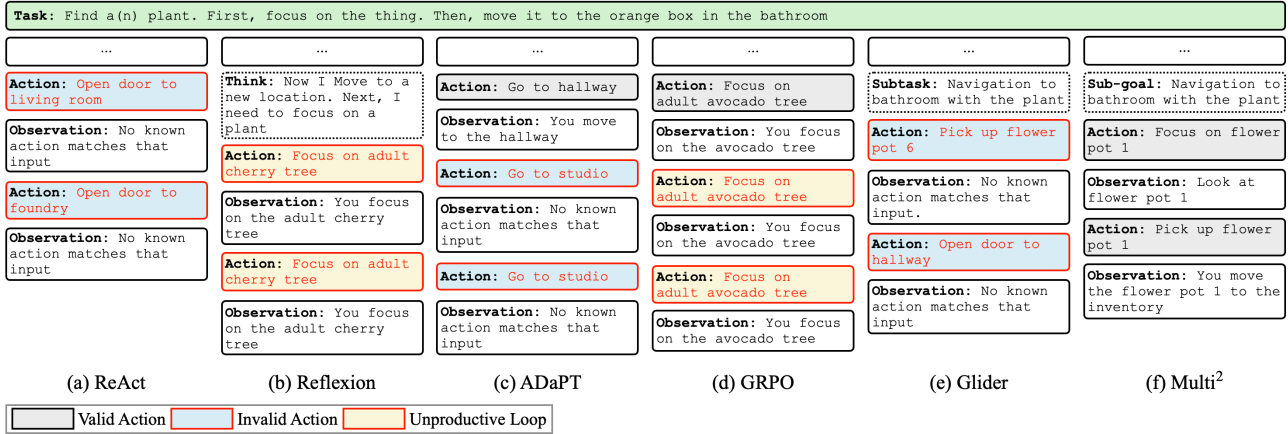 Task: Find a(n) plant. First, focus on the thing. Then, move it to the orange box in the bathroom
...
Action: Open door to
living room
Observation: No known
action matches that
input
Action: Open door to
foundry
Observation: No known
action matches that
input
(a) ReAct
...
Think: Now I Move to a
new location. Next, I
need to focus on a
plant
Action: Focus on adult
cherry tree
Observation: You focus
on the adult cherry
tree
Action: Focus on adult
cherry tree
Observation: You focus
on the adult cherry
tree
(b) Reflexion
...
Action: Go to hallway
Observation: You move
to the hallway
Action: Go to studio
Observation: No known
action matches that
input
Action: Go to studio
Observation: No known
action matches that
input
(c) ADaPT
...
Action: Focus on
adult avocado tree
Observation: You focus
on the avocado tree
Action: Focus on
adult avocado tree
Observation: You focus
on the avocado tree
Action: Focus on
adult avocado tree
Observation: You focus
on the avocado tree
(d) GRPO
...
Subtask: Navigation to
bathroom with the plant
Action: Pick up flower
pot 6
Observation: No known
action matches that
input.
Action: Open door to
hallway
Observation: No known
action matches that
input
(e) Glider
...
Sub-goal: Navigation to
bathroom with the plant
Action: Focus on flower
pot 1
Observation: Look at
flower pot 1
Action: Pick up flower
pot 1
Observation: You move
the flower pot 1 to the
inventory
(f) Multi²
Valid Action
Invalid Action
Unproductive Loop